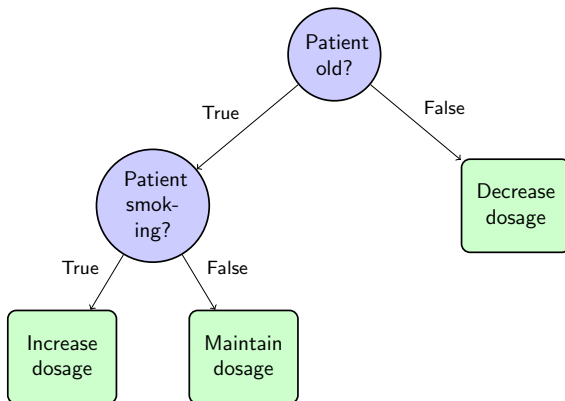 Patient
old?
True
False
Patient
smok-
ing?
Decrease
dosage
True
False
Increase
dosage
Maintain
dosage